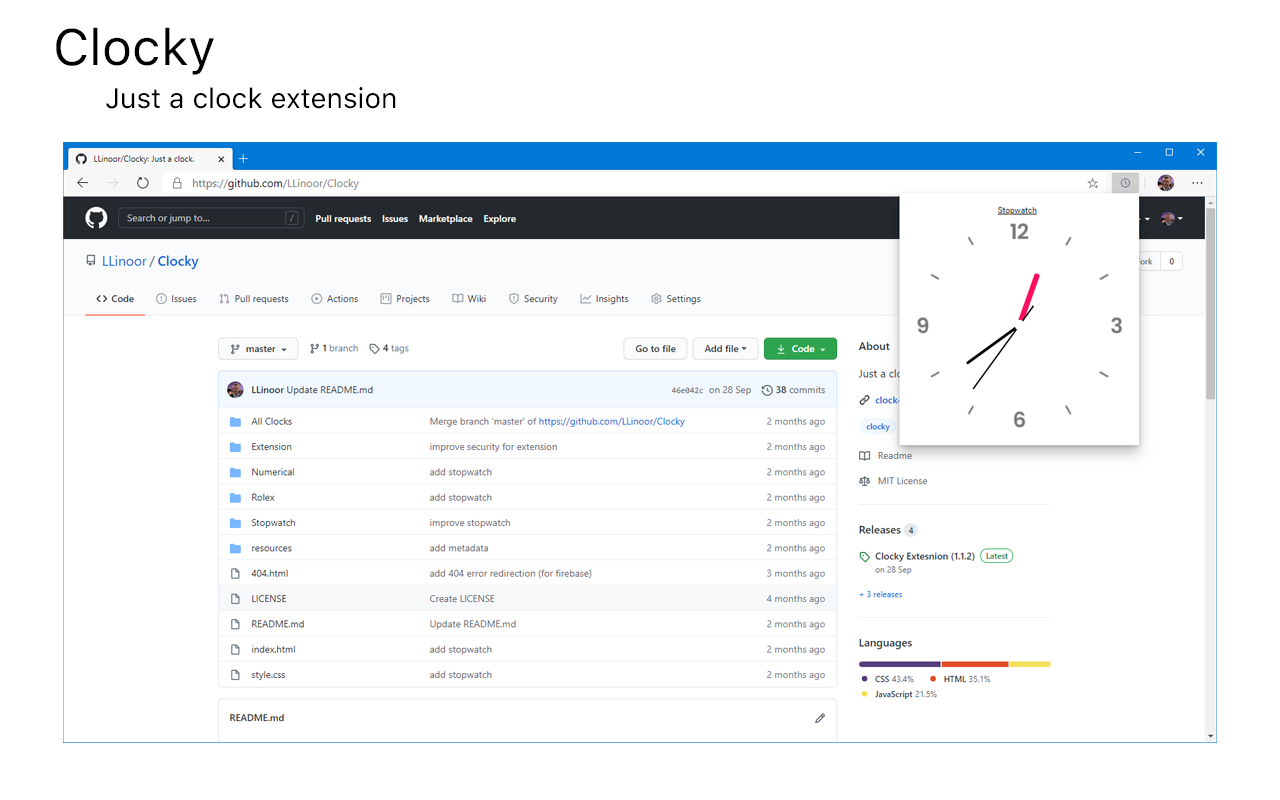 Clocky
Just a clock extension
LLinoor/Clocky: Just a clock.
https://github.com/LLinoor/Clocky
Search or jump to... /
Pull requests Issues Marketplace Explore
LLinoor / Clocky
0
Code Issues Pull requests Actions Projects Wiki Security Insights Settings
Stopwatch
12
3
6
9
master 1 branch 4 tags Go to file Add file Code
LLinoor Update README.md 46e042c on 28 Sep 38 commits
All Clocks Merge branch 'master' of https://github.com/LLinoor/Clocky 2 months ago
Extension improve security for extension 2 months ago
Numerical add stopwatch 2 months ago
Rolex add stopwatch 2 months ago
Stopwatch improve stopwatch 2 months ago
resources add metadata 2 months ago
404.html add 404 error redirection (for firebase) 3 months ago
LICENSE Create LICENSE 4 months ago
README.md Update README.md 2 months ago
index.html add stopwatch 2 months ago
style.css add stopwatch 2 months ago
README.md
About
Just a
clocky
Readme
MIT License
Releases 4
Clocky Extesnion (1.1.2) Latest
on 28 Sep
+ 3 releases
Languages
CSS 43.4% HTML 35.1%
JavaScript 21.5%